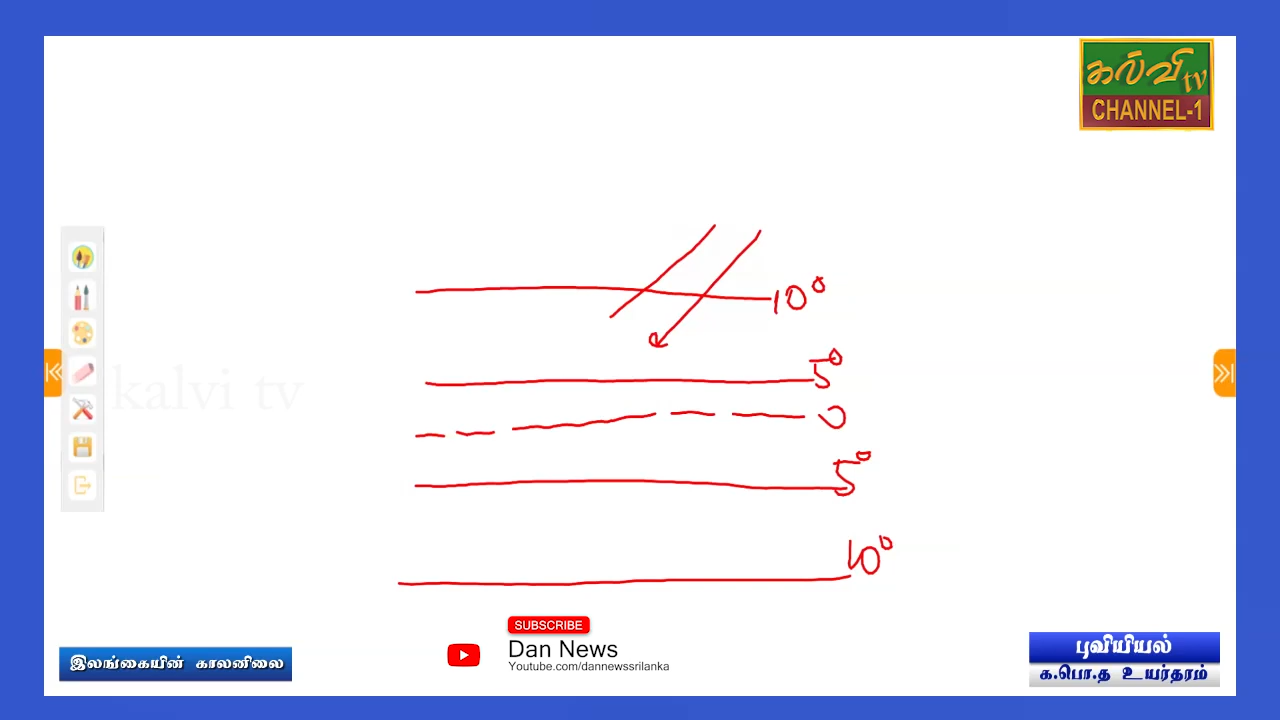 கல்வி tv
CHANNEL-1
10°
5°
kalvi tv
0
5°
10°
SUBSCRIBE
Dan News
Youtube.com/dannewssrilanka
இலங்கையின் காலனிலை
புவியியல்
க.பொ.த உயர்தரம்